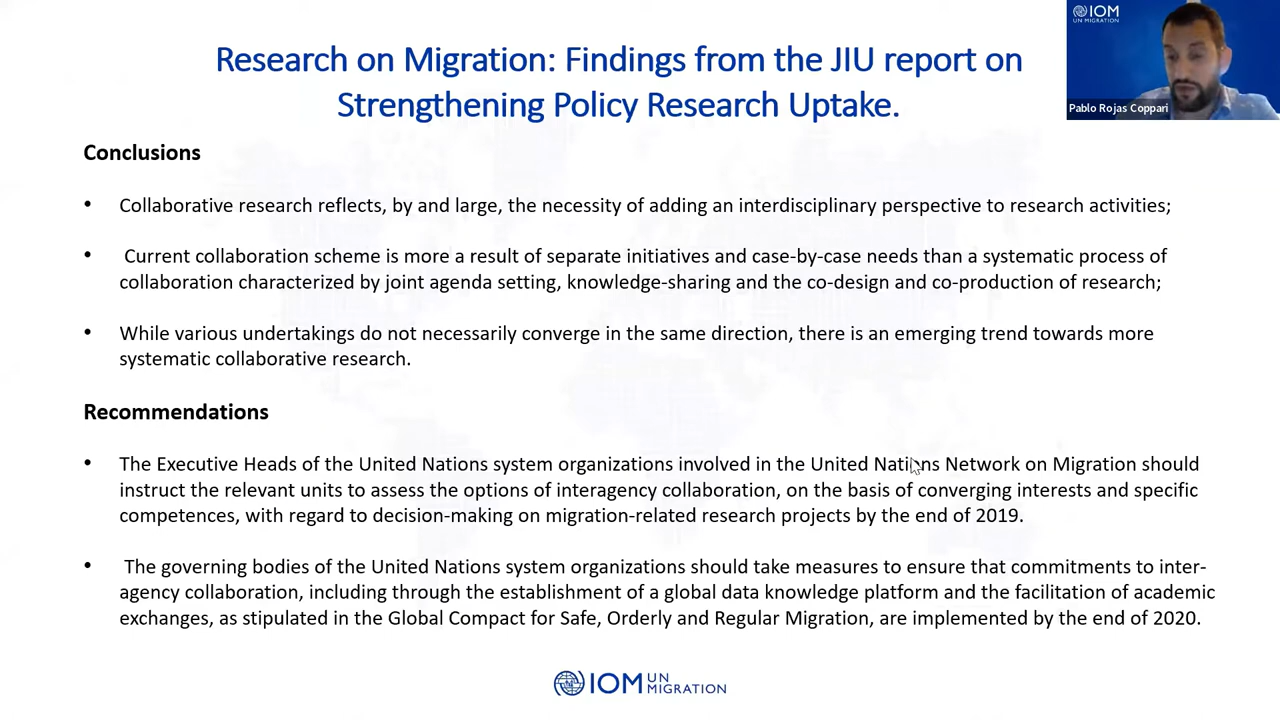 Research on Migration: Findings from the JIU report on
Strengthening Policy Research Uptake.
IOM
UN MIGRATION
Pablo Rojas Coppari
Conclusions
• Collaborative research reflects, by and large, the necessity of adding an interdisciplinary perspective to research activities;
• Current collaboration scheme is more a result of separate initiatives and case-by-case needs than a systematic process of
collaboration characterized by joint agenda setting, knowledge-sharing and the co-design and co-production of research;
• While various undertakings do not necessarily converge in the same direction, there is an emerging trend towards more
systematic collaborative research.
Recommendations
• The Executive Heads of the United Nations system organizations involved in the United Nations Network on Migration should
instruct the relevant units to assess the options of interagency collaboration, on the basis of converging interests and specific
competences, with regard to decision-making on migration-related research projects by the end of 2019.
• The governing bodies of the United Nations system organizations should take measures to ensure that commitments to inter-
agency collaboration, including through the establishment of a global data knowledge platform and the facilitation of academic
exchanges, as stipulated in the Global Compact for Safe, Orderly and Regular Migration, are implemented by the end of 2020.
IOM UN
MIGRATION